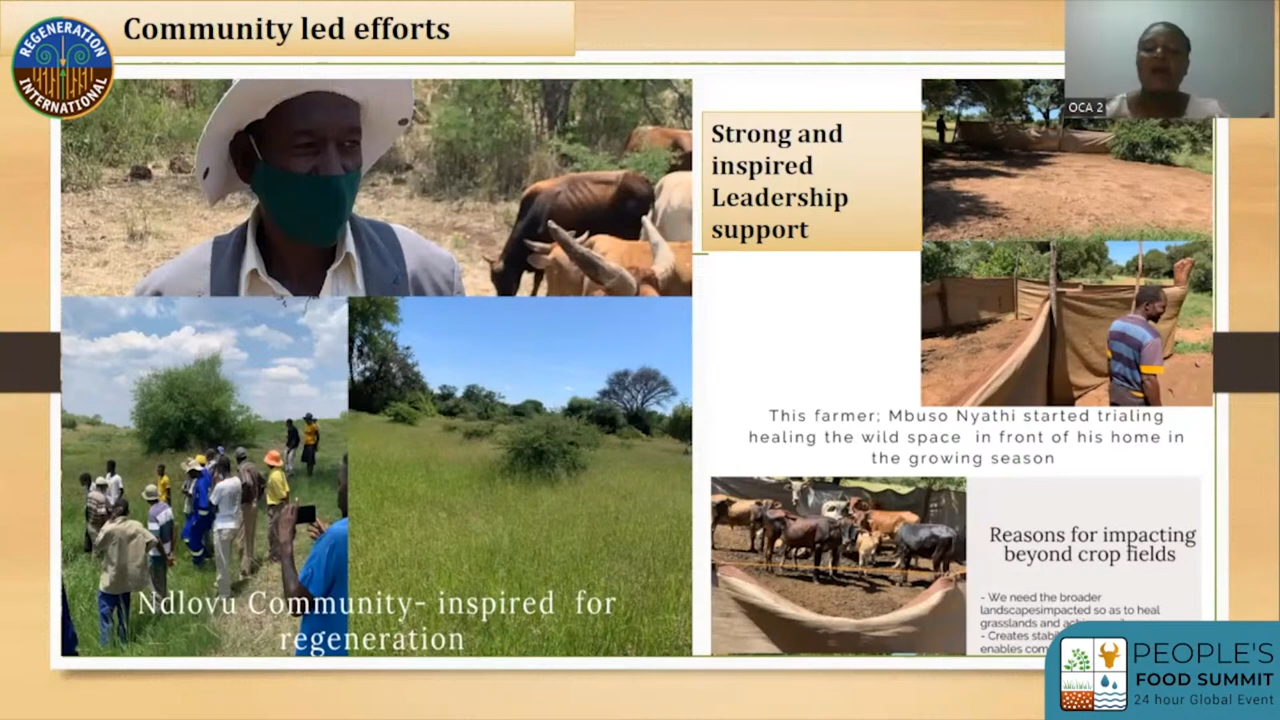 REGENERATION
INTERNATIONAL
Community led efforts
OCA 2
Strong and
inspired
Leadership
support
This farmer; Mbuso Nyathi started trialing
healing the wild space in front of his home in
the growing season
Ndlovu Community- inspired for
regeneration
Reasons for impacting
beyond crop fields
- We need the broader
landscapesimpacted so as to heal
grasslands and
- Creates
enables
PEOPLE'S
FOOD SUMMIT
24 hour Global Event